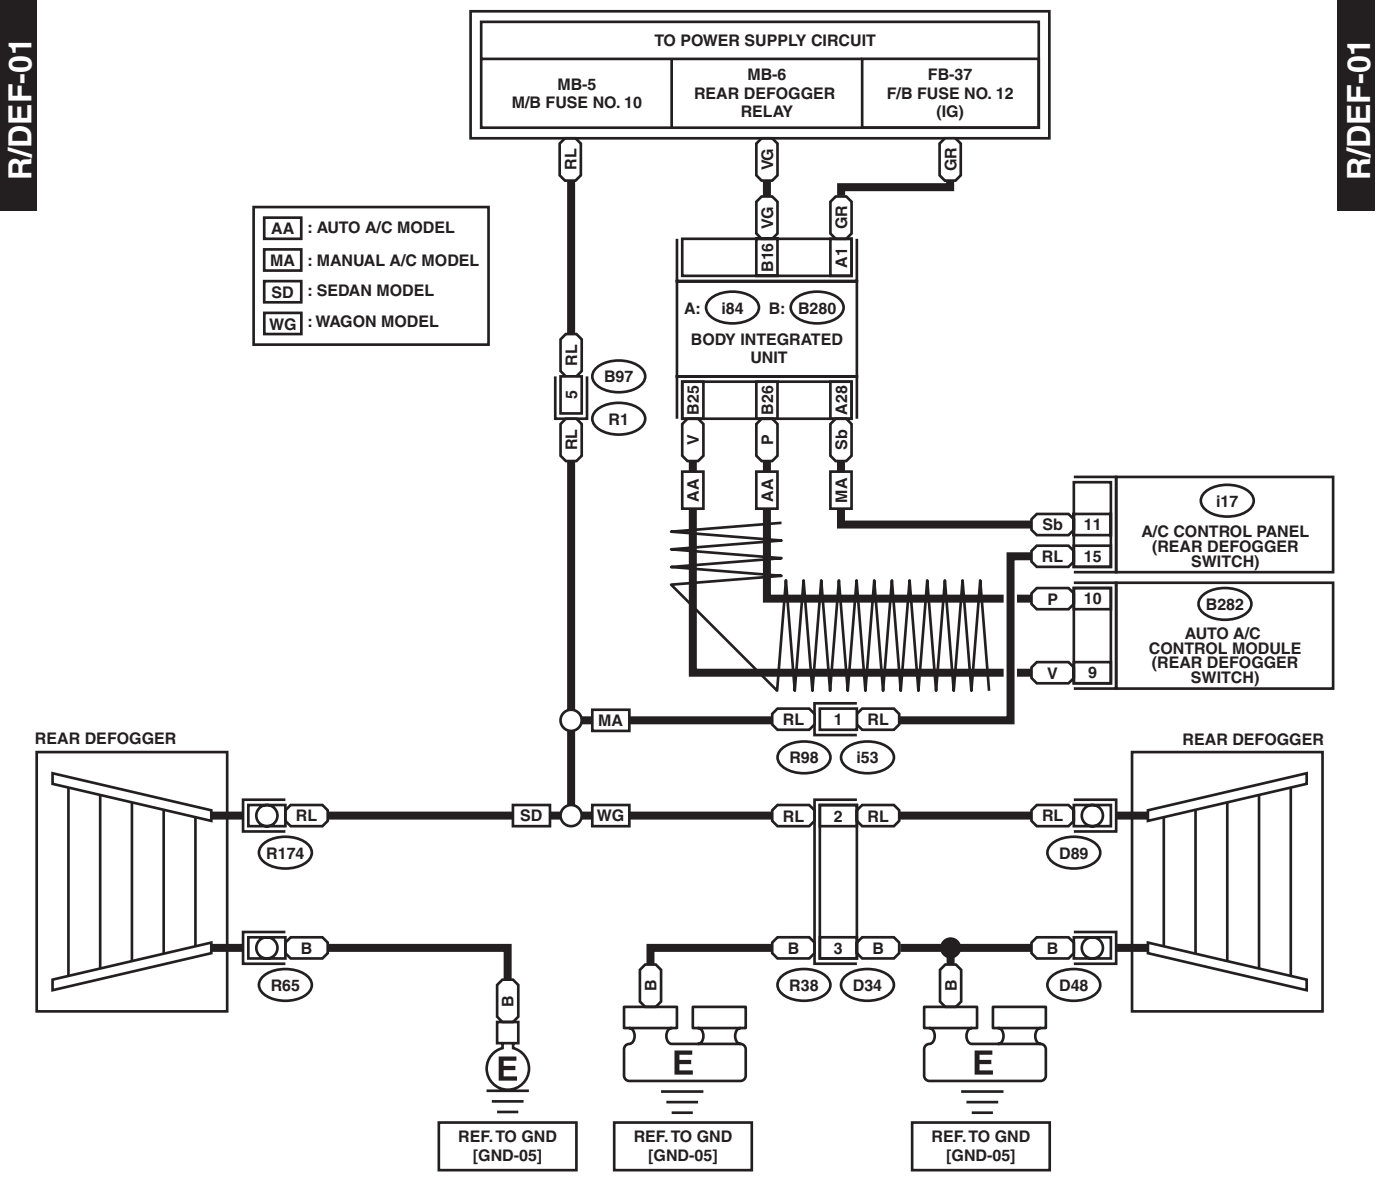 R/DEF-01
R/DEF-01
TO POWER SUPPLY CIRCUIT
MB-5
M/B FUSE NO. 10
MB-6
REAR DEFOGGER
RELAY
FB-37
F/B FUSE NO. 12
(IG)
RL
VG
GR
VG
GR
AA : AUTO A/C MODEL
MA : MANUAL A/C MODEL
SD : SEDAN MODEL
WG : WAGON MODEL
B16
A1
A: i84 B: B280
BODY INTEGRATED
UNIT
RL
5
RL
B97
R1
B25
B26
A28
V
P
Sb
AA
AA
MA
Sb 11
RL 15
i17
A/C CONTROL PANEL
(REAR DEFOGGER
SWITCH)
P 10
V 9
B282
AUTO A/C
CONTROL MODULE
(REAR DEFOGGER
SWITCH)
MA
RL 1 RL
R98 i53
REAR DEFOGGER
REAR DEFOGGER
RL
SD
WG
RL 2 RL
RL
R174
D89
B
B 3 B
B
R65
R38 D34
D48
B
B
B
E
E
E
REF. TO GND
[GND-05]
REF. TO GND
[GND-05]
REF. TO GND
[GND-05]